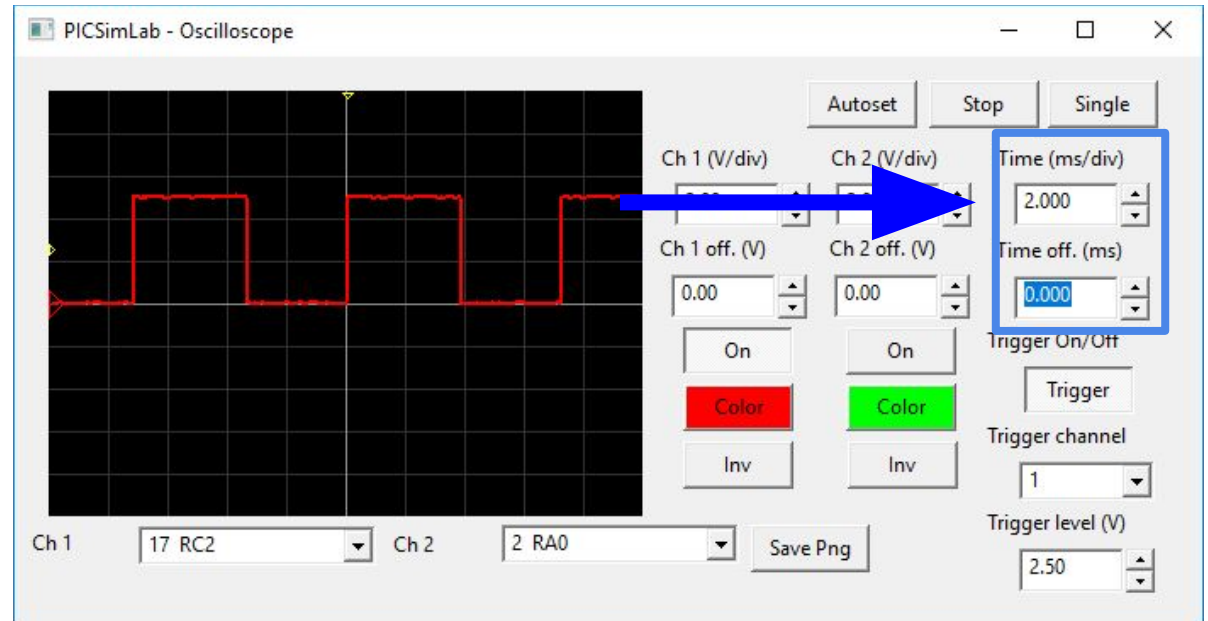 PICSimLab - Oscilloscope
Autoset Stop Single
Ch 1 (V/div) Ch 2 (V/div) Time (ms/div)
2.000
Ch 1 off. (V) Ch 2 off. (V) Time off. (ms)
0.00 0.00 0.000
On On Trigger On/Off
Color Color Trigger
Inv Inv Trigger channel
1
Ch 1 17 RC2 Ch 2 2 RA0 Save Png Trigger level (V)
2.50